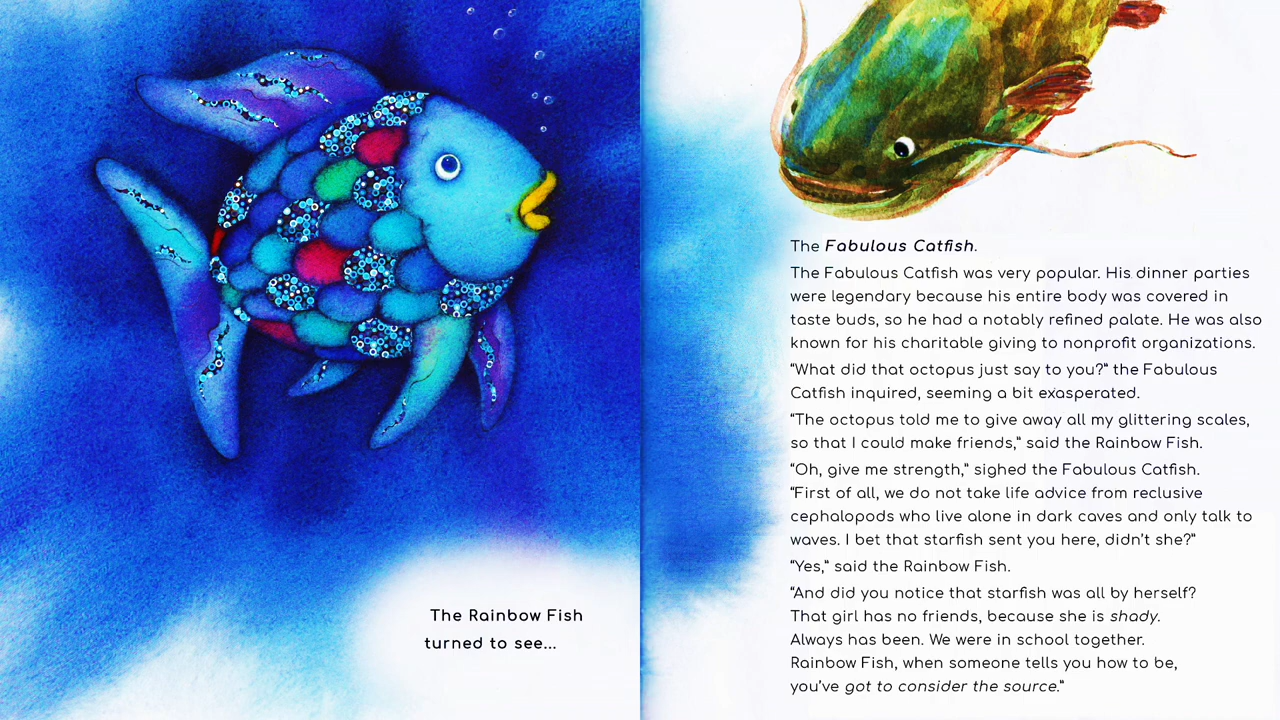 The Rainbow Fish
turned to see...
The Fabulous Catfish.
The Fabulous Catfish was very popular. His dinner parties
were legendary because his entire body was covered in
taste buds, so he had a notably refined palate. He was also
known for his charitable giving to nonprofit organizations.
“What did that octopus just say to you?” the Fabulous
Catfish inquired, seeming a bit exasperated.
“The octopus told me to give away all my glittering scales,
so that I could make friends,” said the Rainbow Fish.
“Oh, give me strength,” sighed the Fabulous Catfish.
“First of all, we do not take life advice from reclusive
cephalopods who live alone in dark caves and only talk to
waves. I bet that starfish sent you here, didn’t she?”
“Yes,” said the Rainbow Fish.
“And did you notice that starfish was all by herself?
That girl has no friends, because she is shady.
Always has been. We were in school together.
Rainbow Fish, when someone tells you how to be,
you’ve got to consider the source.”